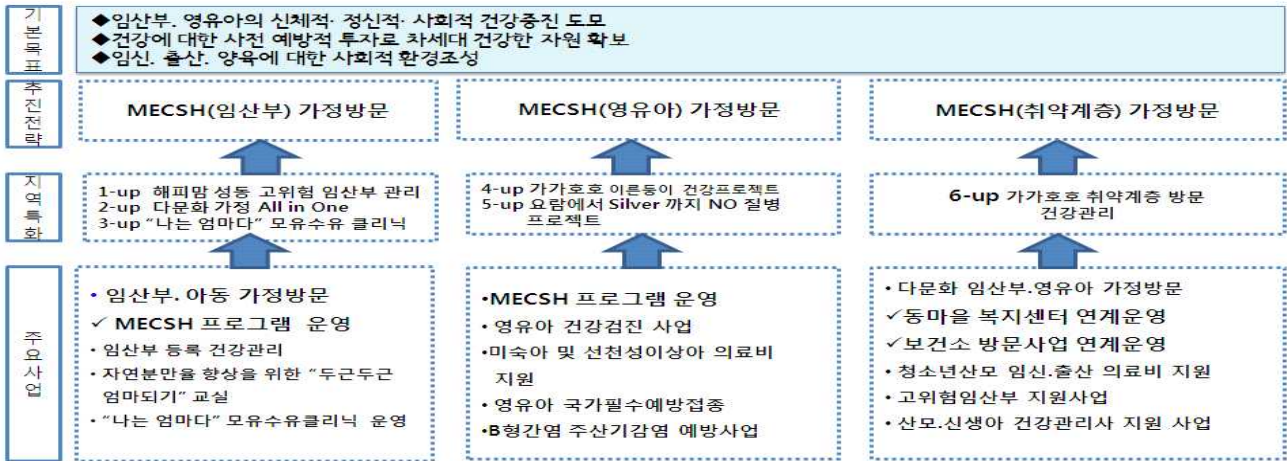 기본목표
◆임산부. 영유아의 신체적· 정신적· 사회적 건강증진 도모
◆건강에 대한 사전 예방적 투자로 차세대 건강한 자원 확보
◆임신. 출산. 양육에 대한 사회적 환경조성
추진전략
MECSH(임산부) 가정방문
MECSH(영유아) 가정방문
MECSH(취약계층) 가정방문
지역특화
1-up 해피맘 성동 고위험 임산부 관리
2-up 다문화 가정 All in One
3-up “나는 엄마다” 모유수유 클리닉
4-up 가가호호 이른둥이 건강프로젝트
5-up 요람에서 Silver 까지 NO 질병
프로젝트
6-up 가가호호 취약계층 방문
건강관리
주요사업
• 임산부. 아동 가정방문
✓ MECSH 프로그램 운영
• 임산부 등록 건강관리
• 자연분만율 향상을 위한 “두근두근
엄마되기” 교실
• “나는 엄마다” 모유수유클리닉 운영
•MECSH 프로그램 운영
• 영유아 건강검진 사업
•미숙아 및 선천성이상아 의료비
지원
• 영유아 국가필수예방접종
•B형간염 주산기감염 예방사업
• 다문화 임산부.영유아 가정방문
✓동마을 복지센터 연계운영
✓보건소 방문사업 연계운영
• 청소년산모 임신.출산 의료비 지원
• 고위험임산부 지원사업
• 산모.신생아 건강관리사 지원 사업